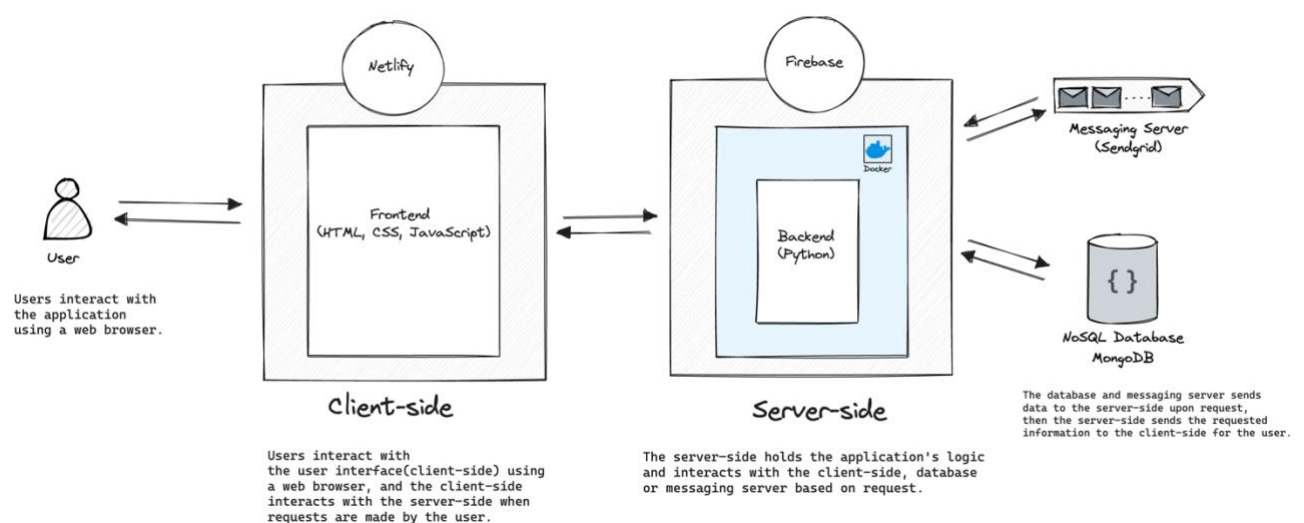 Netlify
Frontend
(HTML, CSS, JavaScript)
User
Users interact with
the application
using a web browser.
Client-side
Users interact with
the user interface(client-side) using
a web browser, and the client-side
interacts with the server-side when
requests are made by the user.
Firebase
Docker
Backend
(Python)
Server-side
The server-side holds the application's logic
and interacts with the client-side, database
or messaging server based on request.
Messaging Server
(Sendgrid)
{ }
NoSQL Database
MongoDB
The database and messaging server sends
data to the server-side upon request,
then the server-side sends the requested
information to the client-side for the user.